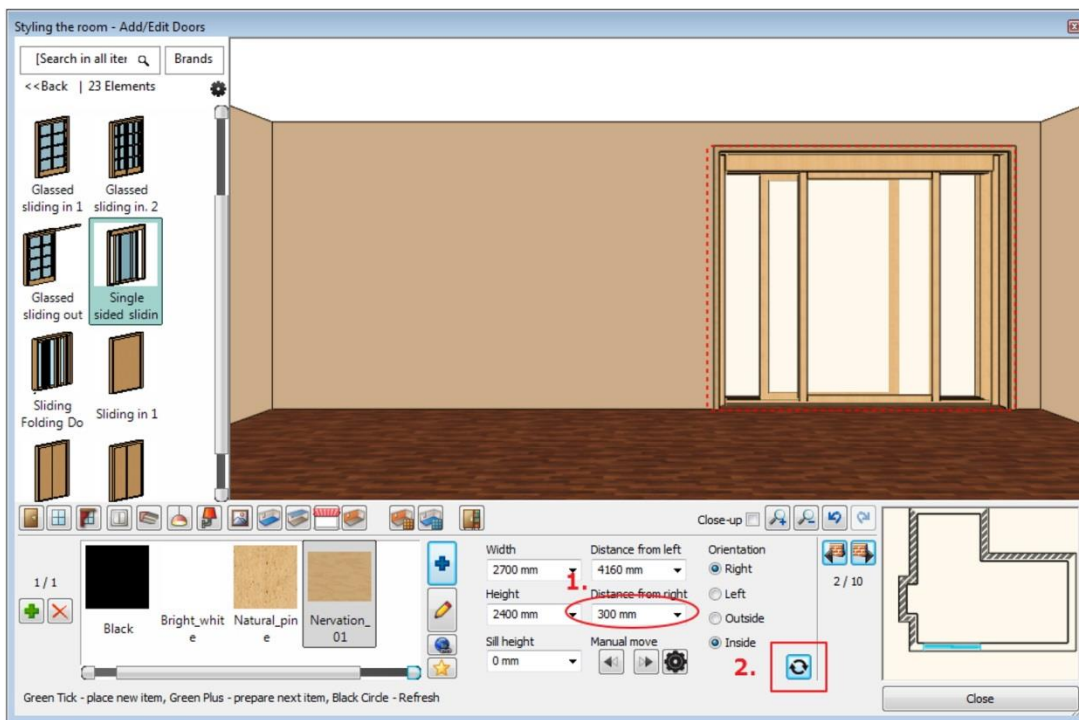 Styling the room - Add/Edit Doors
[Search in all iter
Brands
<<Back | 23 Elements
Glassed
sliding in 1
Glassed
sliding in. 2
Glassed
sliding out
Single
sided slidin
Sliding
Folding Do
Sliding in 1
Close-up
1 / 1
Black
Bright_whit
e
Natural_pin
e
Nervation_
01
Width
2700 mm
Height
2400 mm
Sill height
0 mm
Distance from left
4160 mm
1.
Distance from right
300 mm
Manual move
Orientation
Right
Left
Outside
Inside
2.
2 / 10
Green Tick - place new item, Green Plus - prepare next item, Black Circle - Refresh
Close